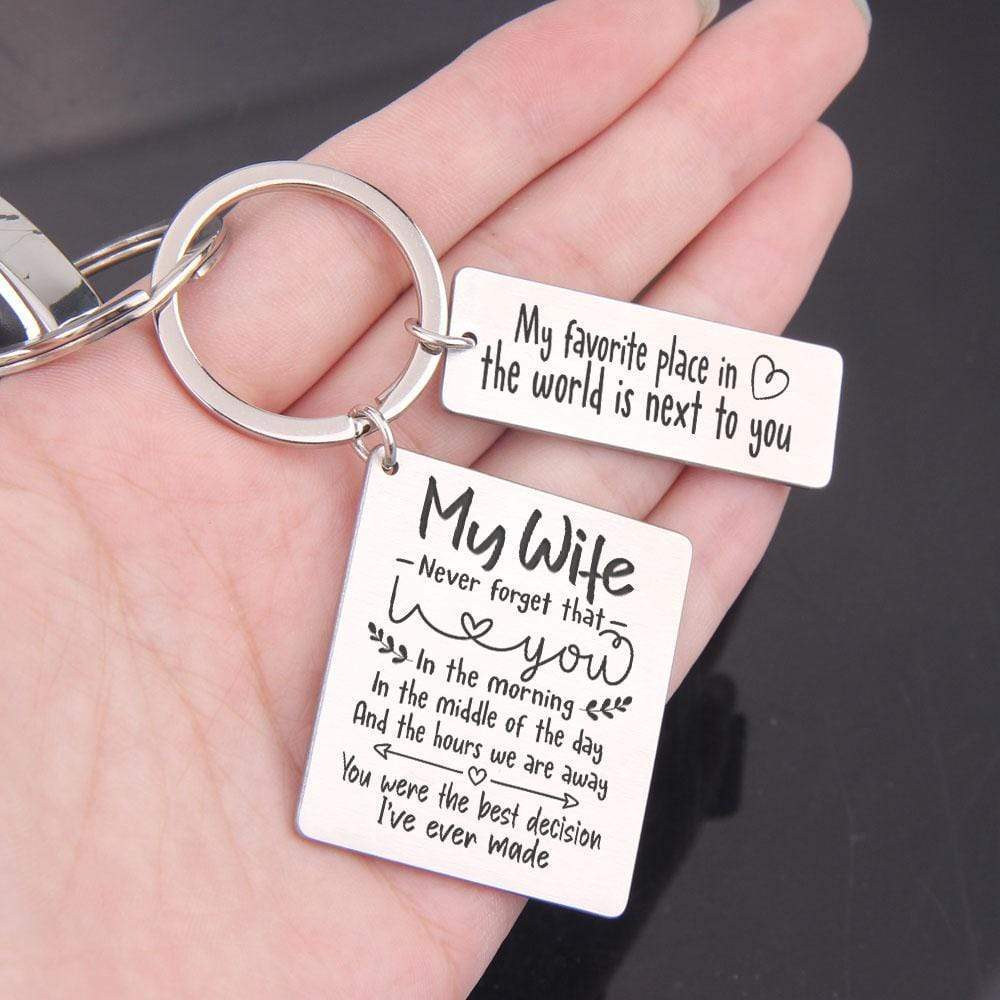 My favorite place in
the world is next to you
My Wife
Never forget that
I ♡ you
In the morning
In the middle of the day
And the hours we are away
You were the best decision
I've ever made